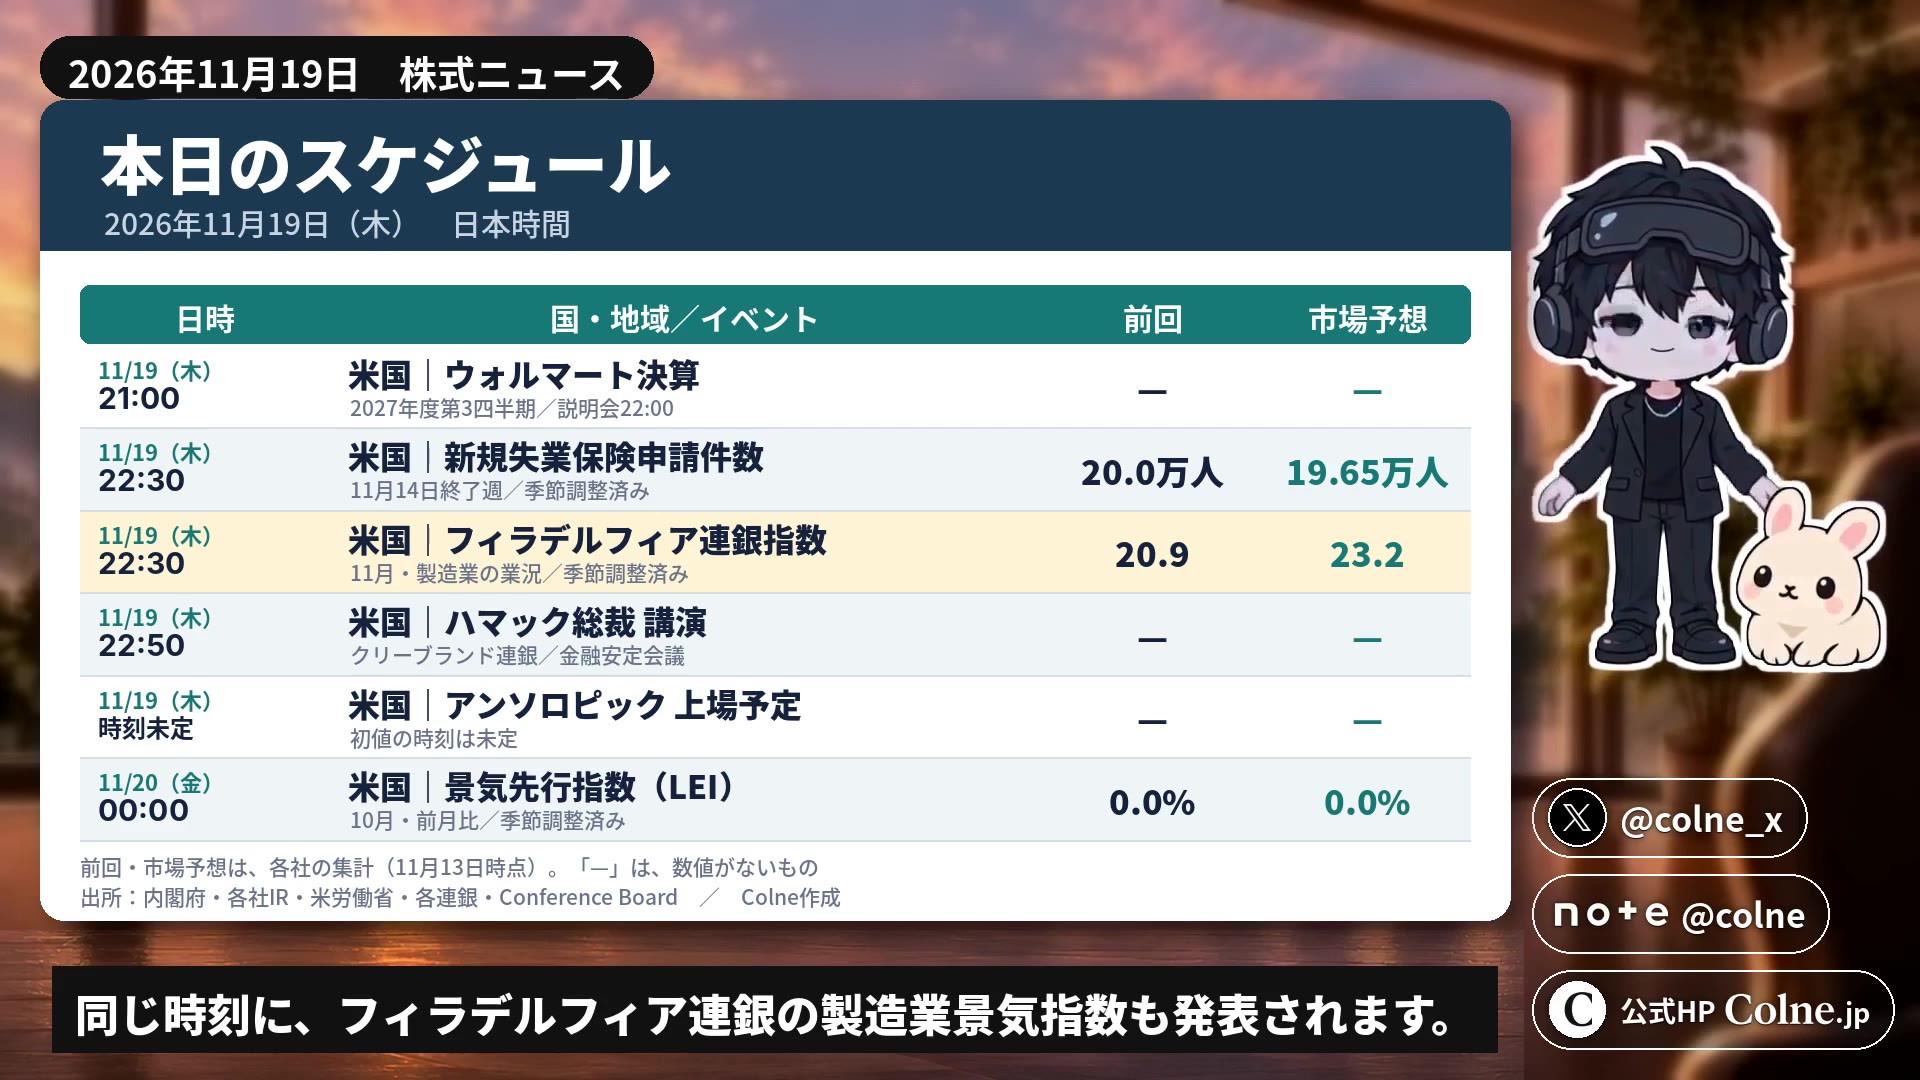 2026年11月19日　株式ニュース
本日のスケジュール
2026年11月19日（木）　日本時間
日時　国・地域／イベント　前回　市場予想
11/19（木）
21:00
米国｜ウォルマート決算
2027年度第3四半期／説明会22:00
—　—
11/19（木）
22:30
米国｜新規失業保険申請件数
11月14日終了週／季節調整済み
20.0万人　19.65万人
11/19（木）
22:30
米国｜フィラデルフィア連銀指数
11月・製造業の業況／季節調整済み
20.9　23.2
11/19（木）
22:50
米国｜ハマック総裁 講演
クリーブランド連銀／金融安定会議
—　—
11/19（木）
時刻未定
米国｜アンソロピック 上場予定
初値の時刻は未定
—　—
11/20（金）
00:00
米国｜景気先行指数（LEI）
10月・前月比／季節調整済み
0.0%　0.0%
前回・市場予想は、各社の集計（11月13日時点）。「—」は、数値がないもの
出所：内閣府・各社IR・米労働省・各連銀・Conference Board　／　Colne作成
同じ時刻に、フィラデルフィア連銀の製造業景気指数も発表されます。
X @colne_x
note @colne
C 公式HP Colne.jp